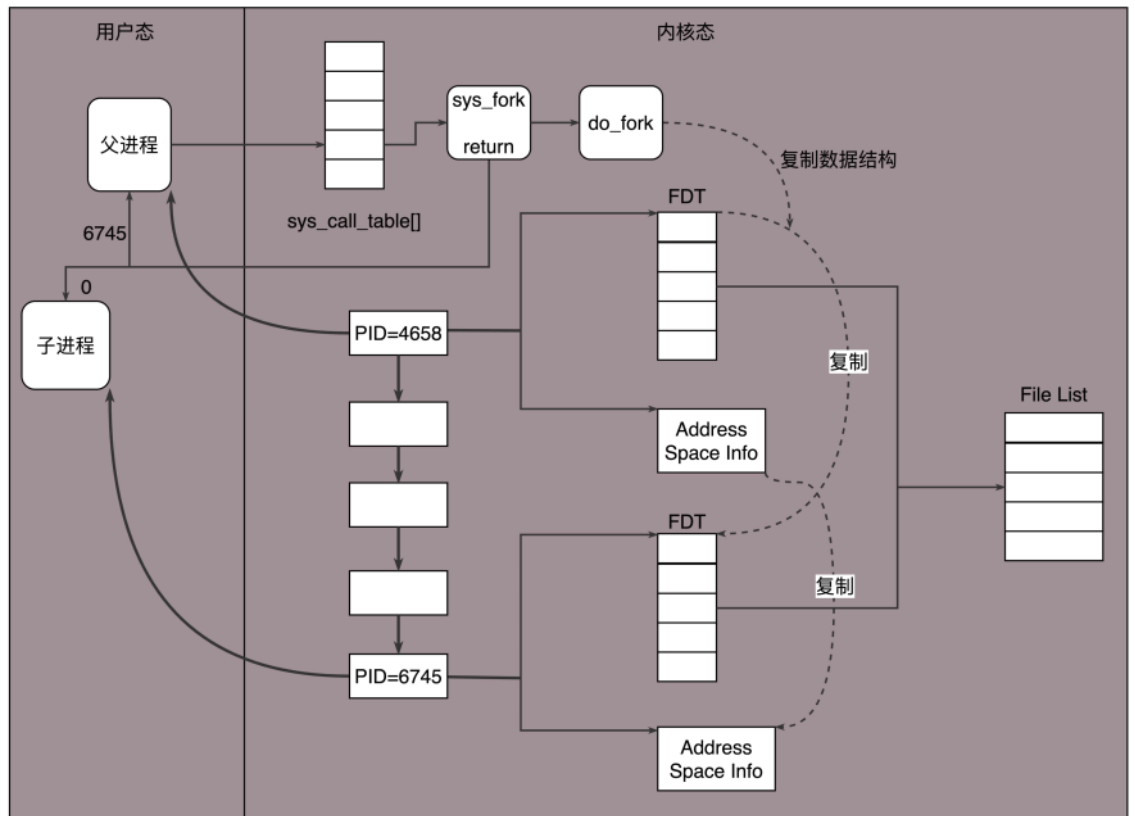 用户态
内核态
父进程
sys_fork
return
do_fork
复制数据结构
sys_call_table[]
FDT
6745
0
子进程
PID=4658
复制
File List
Address
Space Info
FDT
复制
PID=6745
Address
Space Info